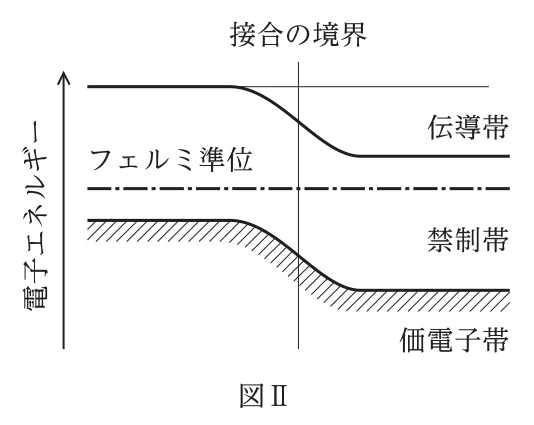 接合の境界
伝導帯
フェルミ準位
禁制帯
価電子帯
電子エネルギー
図Ⅱ